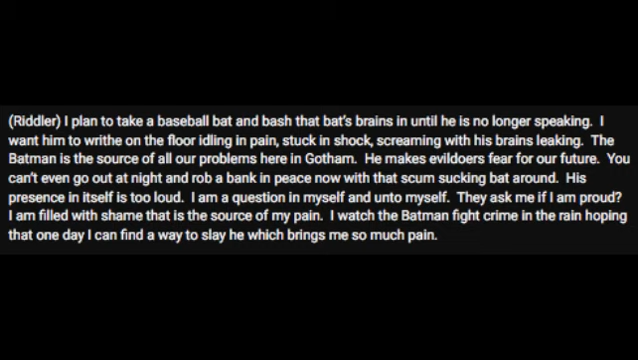 (Riddler) I plan to take a baseball bat and bash that bat's brains in until he is no longer speaking.  I
want him to writhe on the floor idling in pain, stuck in shock, screaming with his brains leaking.  The
Batman is the source of all our problems here in Gotham.  He makes evildoers fear for our future.  You
can't even go out at night and rob a bank in peace now with that scum sucking bat around.  His
presence in itself is too loud.  I am a question in myself and unto myself.  They ask me if I am proud?
I am filled with shame that is the source of my pain.  I watch the Batman fight crime in the rain hoping
that one day I can find a way to slay he which brings me so much pain.